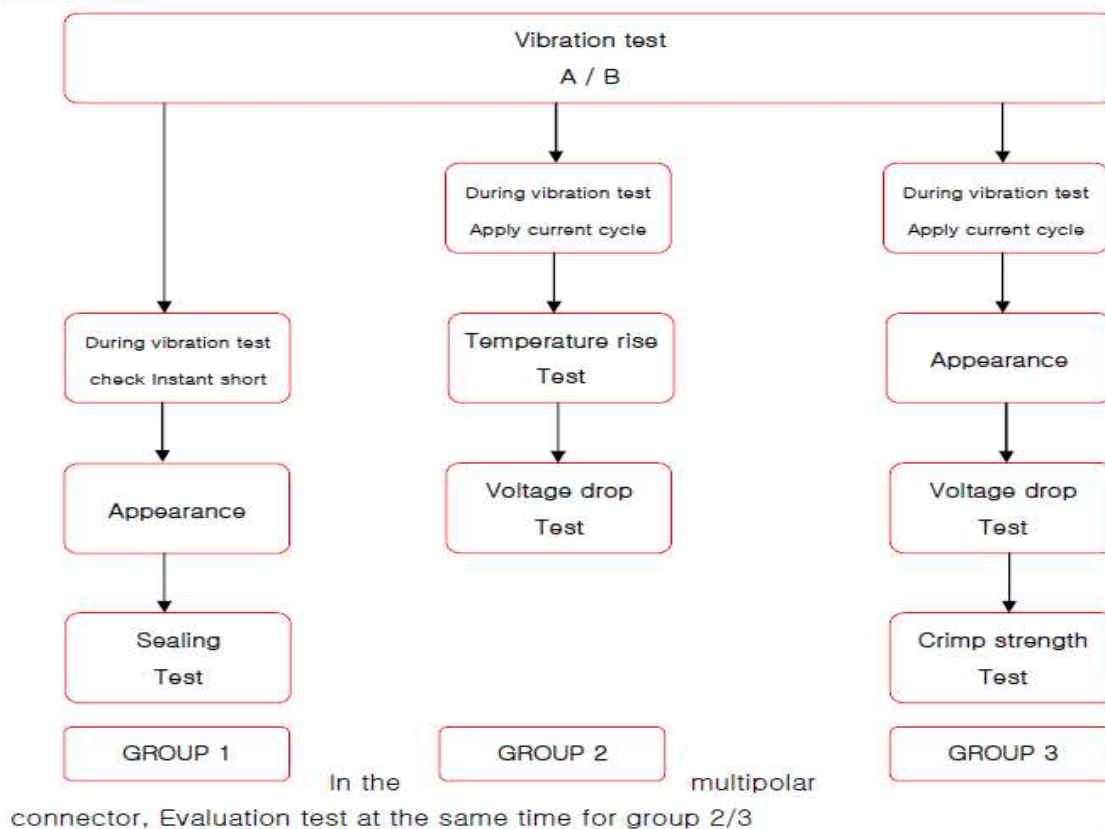 Vibration test
A / B
During vibration test
Apply current cycle
During vibration test
Apply current cycle
During vibration test
check Instant short
Temperature rise
Test
Appearance
Appearance
Voltage drop
Test
Voltage drop
Test
Sealing
Test
Crimp strength
Test
GROUP 1
GROUP 2
GROUP 3
In the multipolar
connector, Evaluation test at the same time for group 2/3